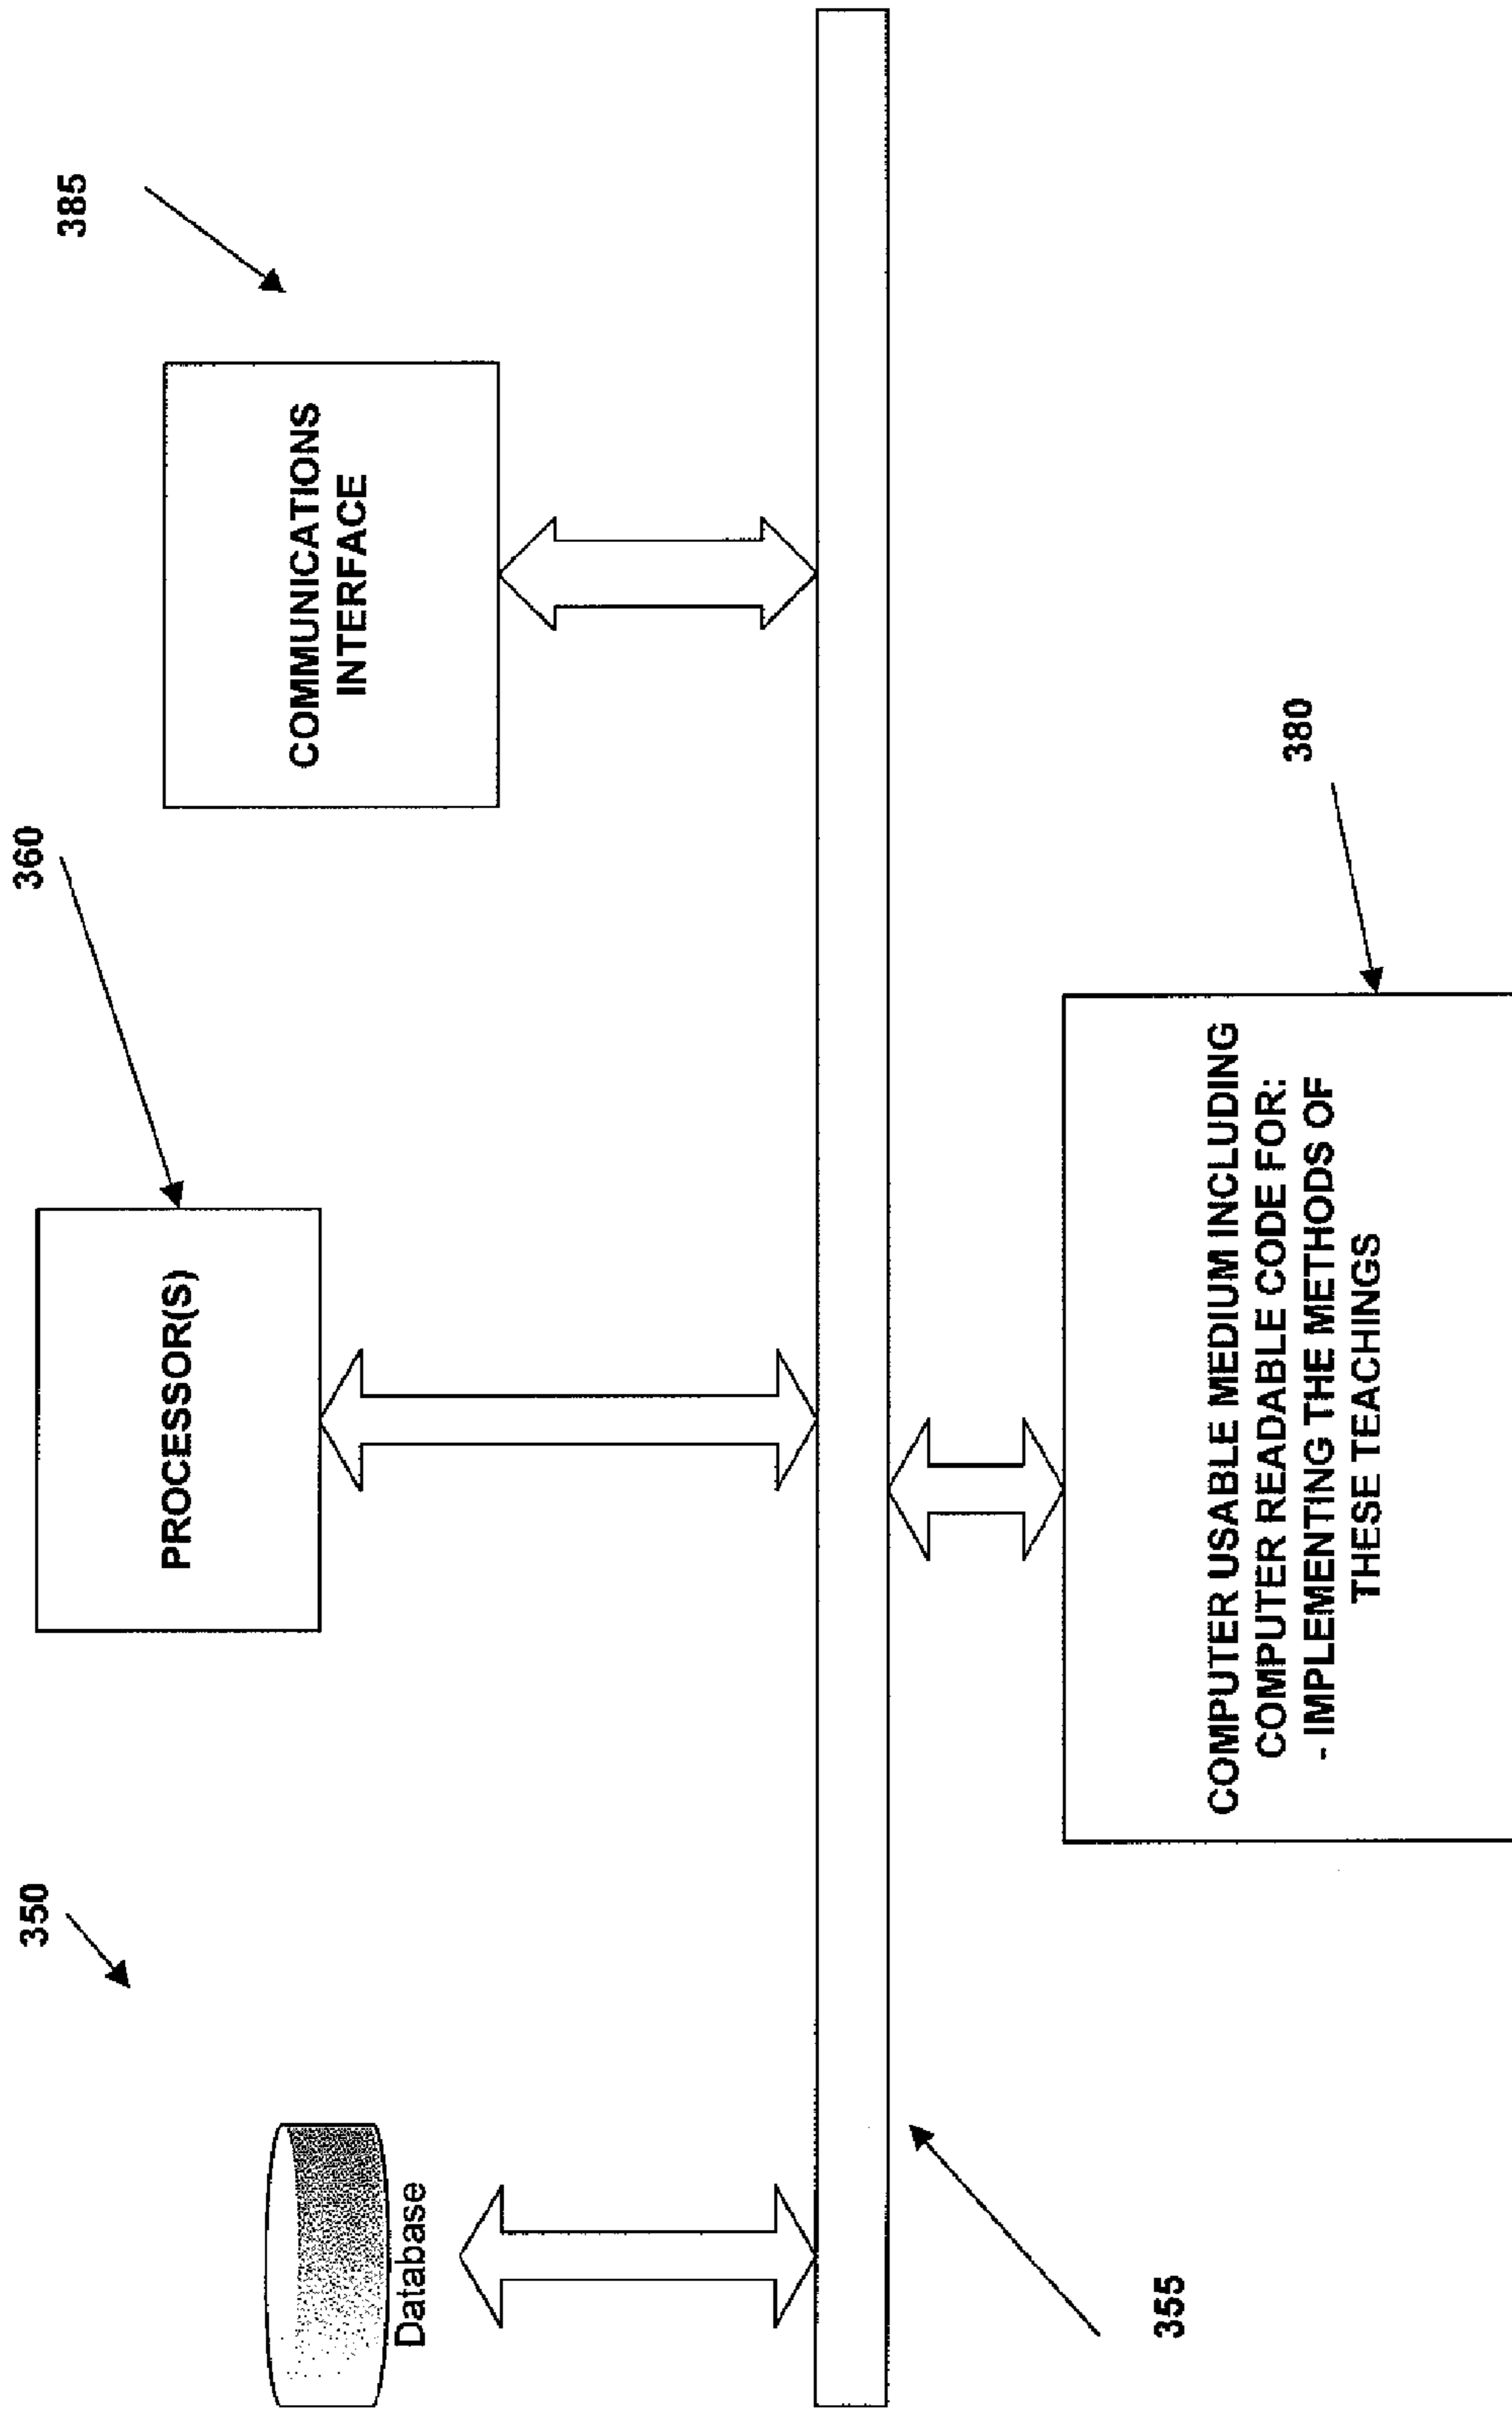 350
360
385
Database
PROCESSOR(S)
COMMUNICATIONS
INTERFACE
355
COMPUTER USABLE MEDIUM INCLUDING
COMPUTER READABLE CODE FOR:
- IMPLEMENTING THE METHODS OF
THESE TEACHINGS
380